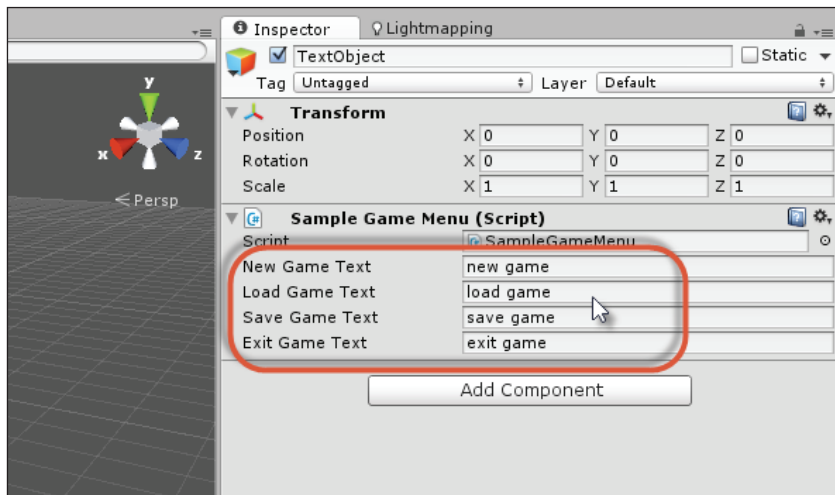 Inspector Lightmapping
TextObject Static
Tag Untagged Layer Default
y
x z
Persp
Transform
Position X 0 Y 0 Z 0
Rotation X 0 Y 0 Z 0
Scale X 1 Y 1 Z 1
Sample Game Menu (Script)
Script SampleGameMenu
New Game Text new game
Load Game Text load game
Save Game Text save game
Exit Game Text exit game
Add Component